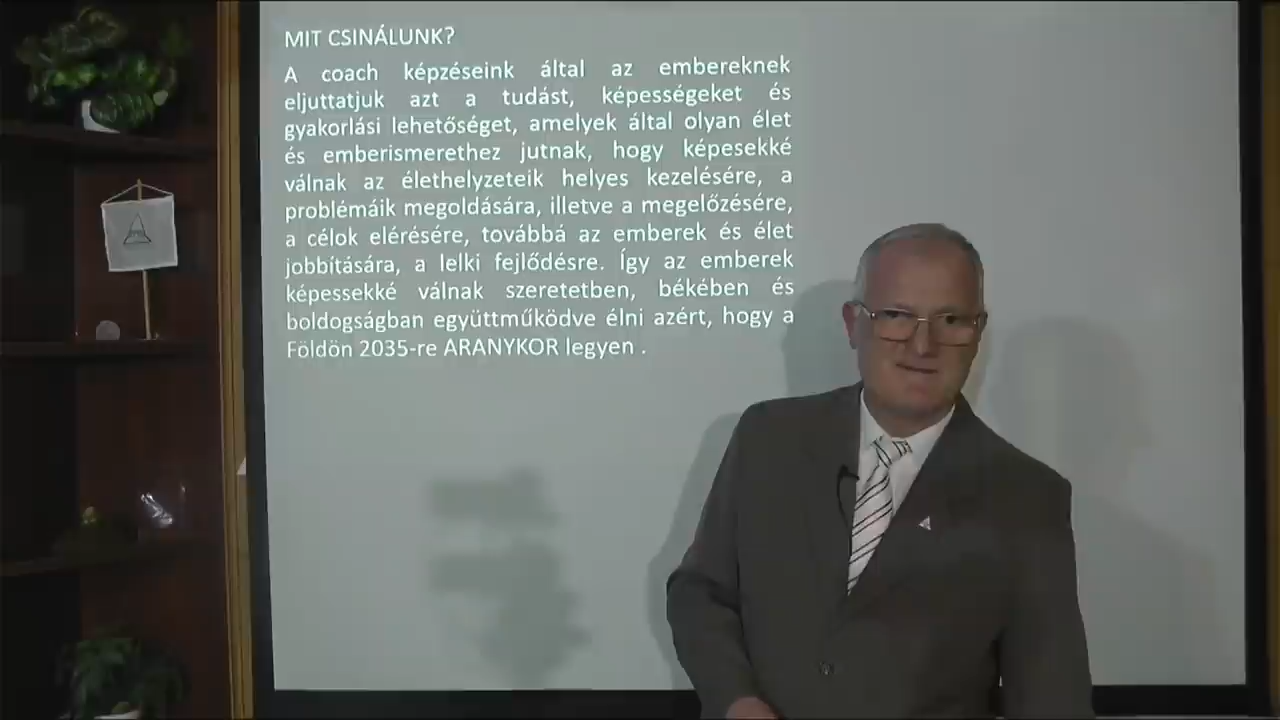 MIT CSINÁLUNK?
A coach képzéseink által az embereknek
eljuttatjuk azt a tudást, képességeket és
gyakorlási lehetőséget, amelyek által olyan élet
és emberismerethez jutnak, hogy képesekké
válnak az élethelyzeteik helyes kezelésére, a
problémáik megoldására, illetve a megelőzésére,
a célok elérésére, továbbá az emberek és élet
jobbítására, a lelki fejlődésre. Így az emberek
képessekké válnak szeretetben, békében és
boldogságban együttműködve élni azért, hogy a
Földön 2035-re ARANYKOR legyen .